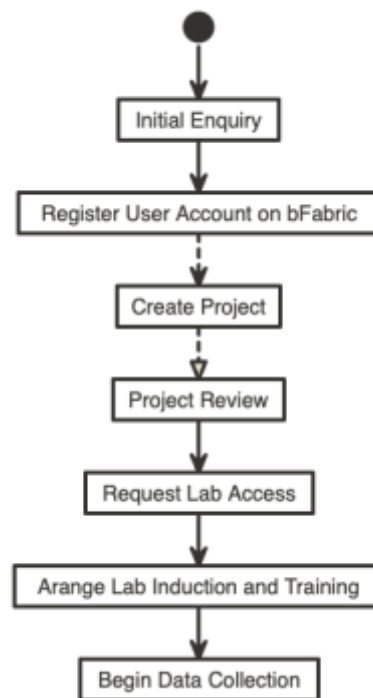 Initial Enquiry
Register User Account on bFabric
Create Project
Project Review
Request Lab Access
Arange Lab Induction and Training
Begin Data Collection